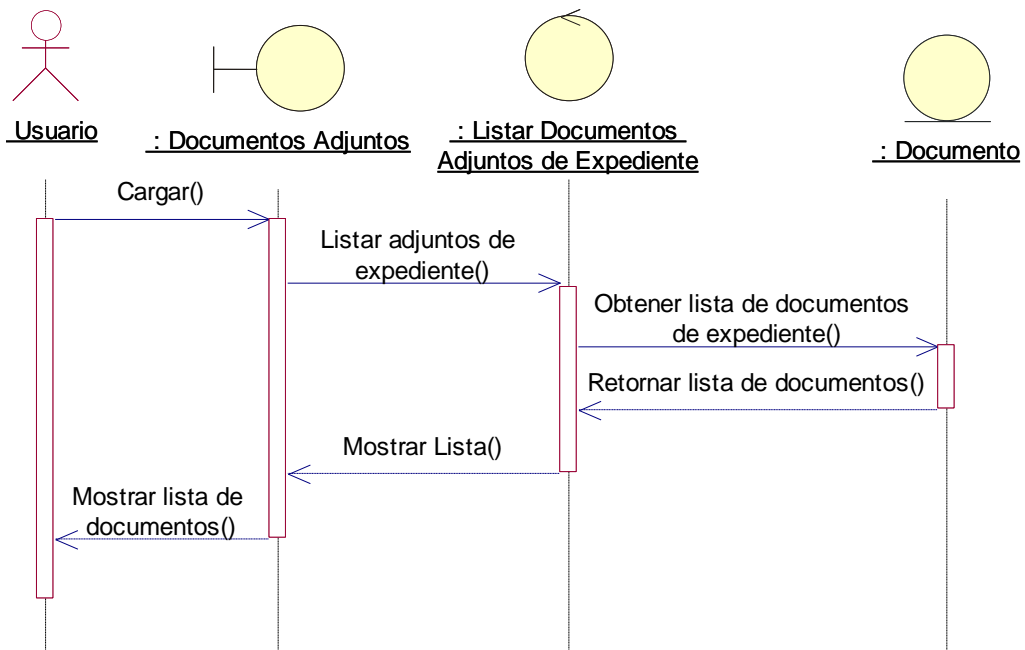 Usuario
: Documentos Adjuntos
: Listar Documentos
Adjuntos de Expediente
: Documento
Cargar()
Listar adjuntos de
expediente()
Obtener lista de documentos
de expediente()
Retornar lista de documentos()
Mostrar Lista()
Mostrar lista de
documentos()